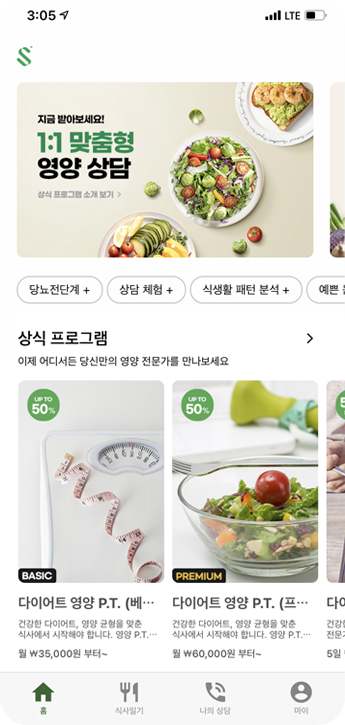 3:05 LTE
지금 받아보세요!
1:1 맞춤형
영양 상담
상식 프로그램 소개 보기 >
당뇨전단계 + 상담 체험 + 식생활 패턴 분석 + 예쁜
상식 프로그램 >
이제 어디서든 당신만의 영양 전문가를 만나보세요
UP TO
50%
BASIC
다이어트 영양 P.T. (베…
건강한 다이어트, 영양 균형을 맞춘
식사에서 시작해야 합니다. 영양 P.T.…
월 ₩35,000원 부터~
UP TO
50%
PREMIUM
다이어트 영양 P.T. (프…
건강한 다이어트, 영양 균형을 맞춘
식사에서 시작해야 합니다. 영양 P.T.…
월 ₩60,000원 부터~
5
다이
건강한
전문가
5일
홈 식사일기 나의 상담 마이